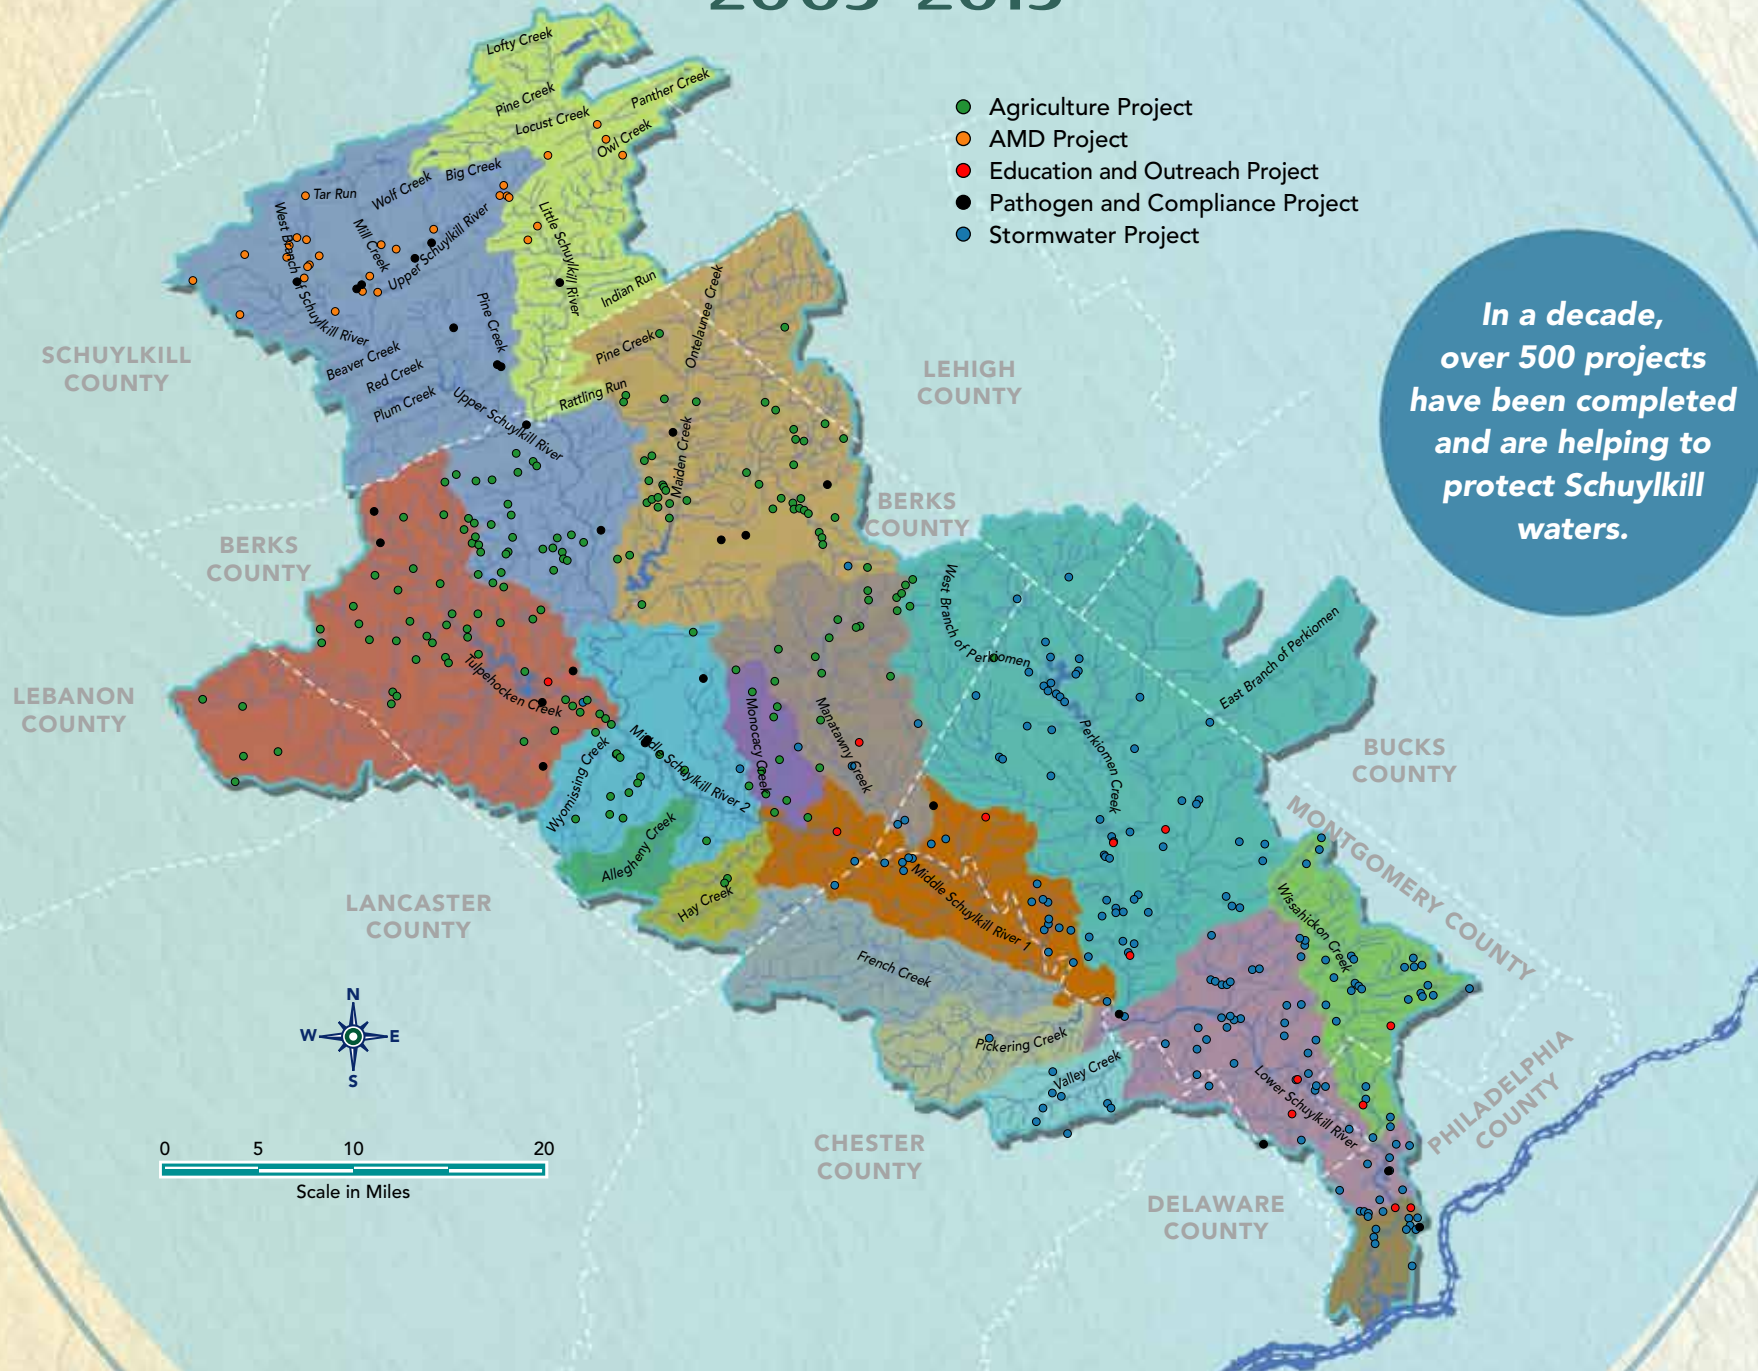 2003-2013
Agriculture Project
AMD Project
Education and Outreach Project
Pathogen and Compliance Project
Stormwater Project
In a decade,
over 500 projects
have been completed
and are helping to
protect Schuylkill
waters.
Lofty Creek
Pine Creek
Panther Creek
Locust Creek
Owl Creek
Big Creek
Wolf Creek
Tar Run
Mill Creek
West Branch of Schuylkill River
Upper Schuylkill River
Little Schuylkill River
Indian Run
Pine Creek
Beaver Creek
Red Creek
Plum Creek
Upper Schuylkill River
Pine Creek
Ontelaunee Creek
Rattling Run
Maiden Creek
SCHUYLKILL
COUNTY
LEHIGH
COUNTY
BERKS
COUNTY
BERKS
COUNTY
LEBANON
COUNTY
Tulpehocken Creek
Wyomissing Creek
Middle Schuylkill River 2
Monocacy Creek
Manatawny Creek
West Branch of Perkiomen
East Branch of Perkiomen
Perkiomen Creek
BUCKS
COUNTY
MONTGOMERY COUNTY
Allegheny Creek
Hay Creek
LANCASTER
COUNTY
Middle Schuylkill River 1
French Creek
Pickering Creek
Valley Creek
Wissahickon Creek
Lower Schuylkill River
PHILADELPHIA
COUNTY
CHESTER
COUNTY
DELAWARE
COUNTY
N
W E
S
0 5 10 20
Scale in Miles